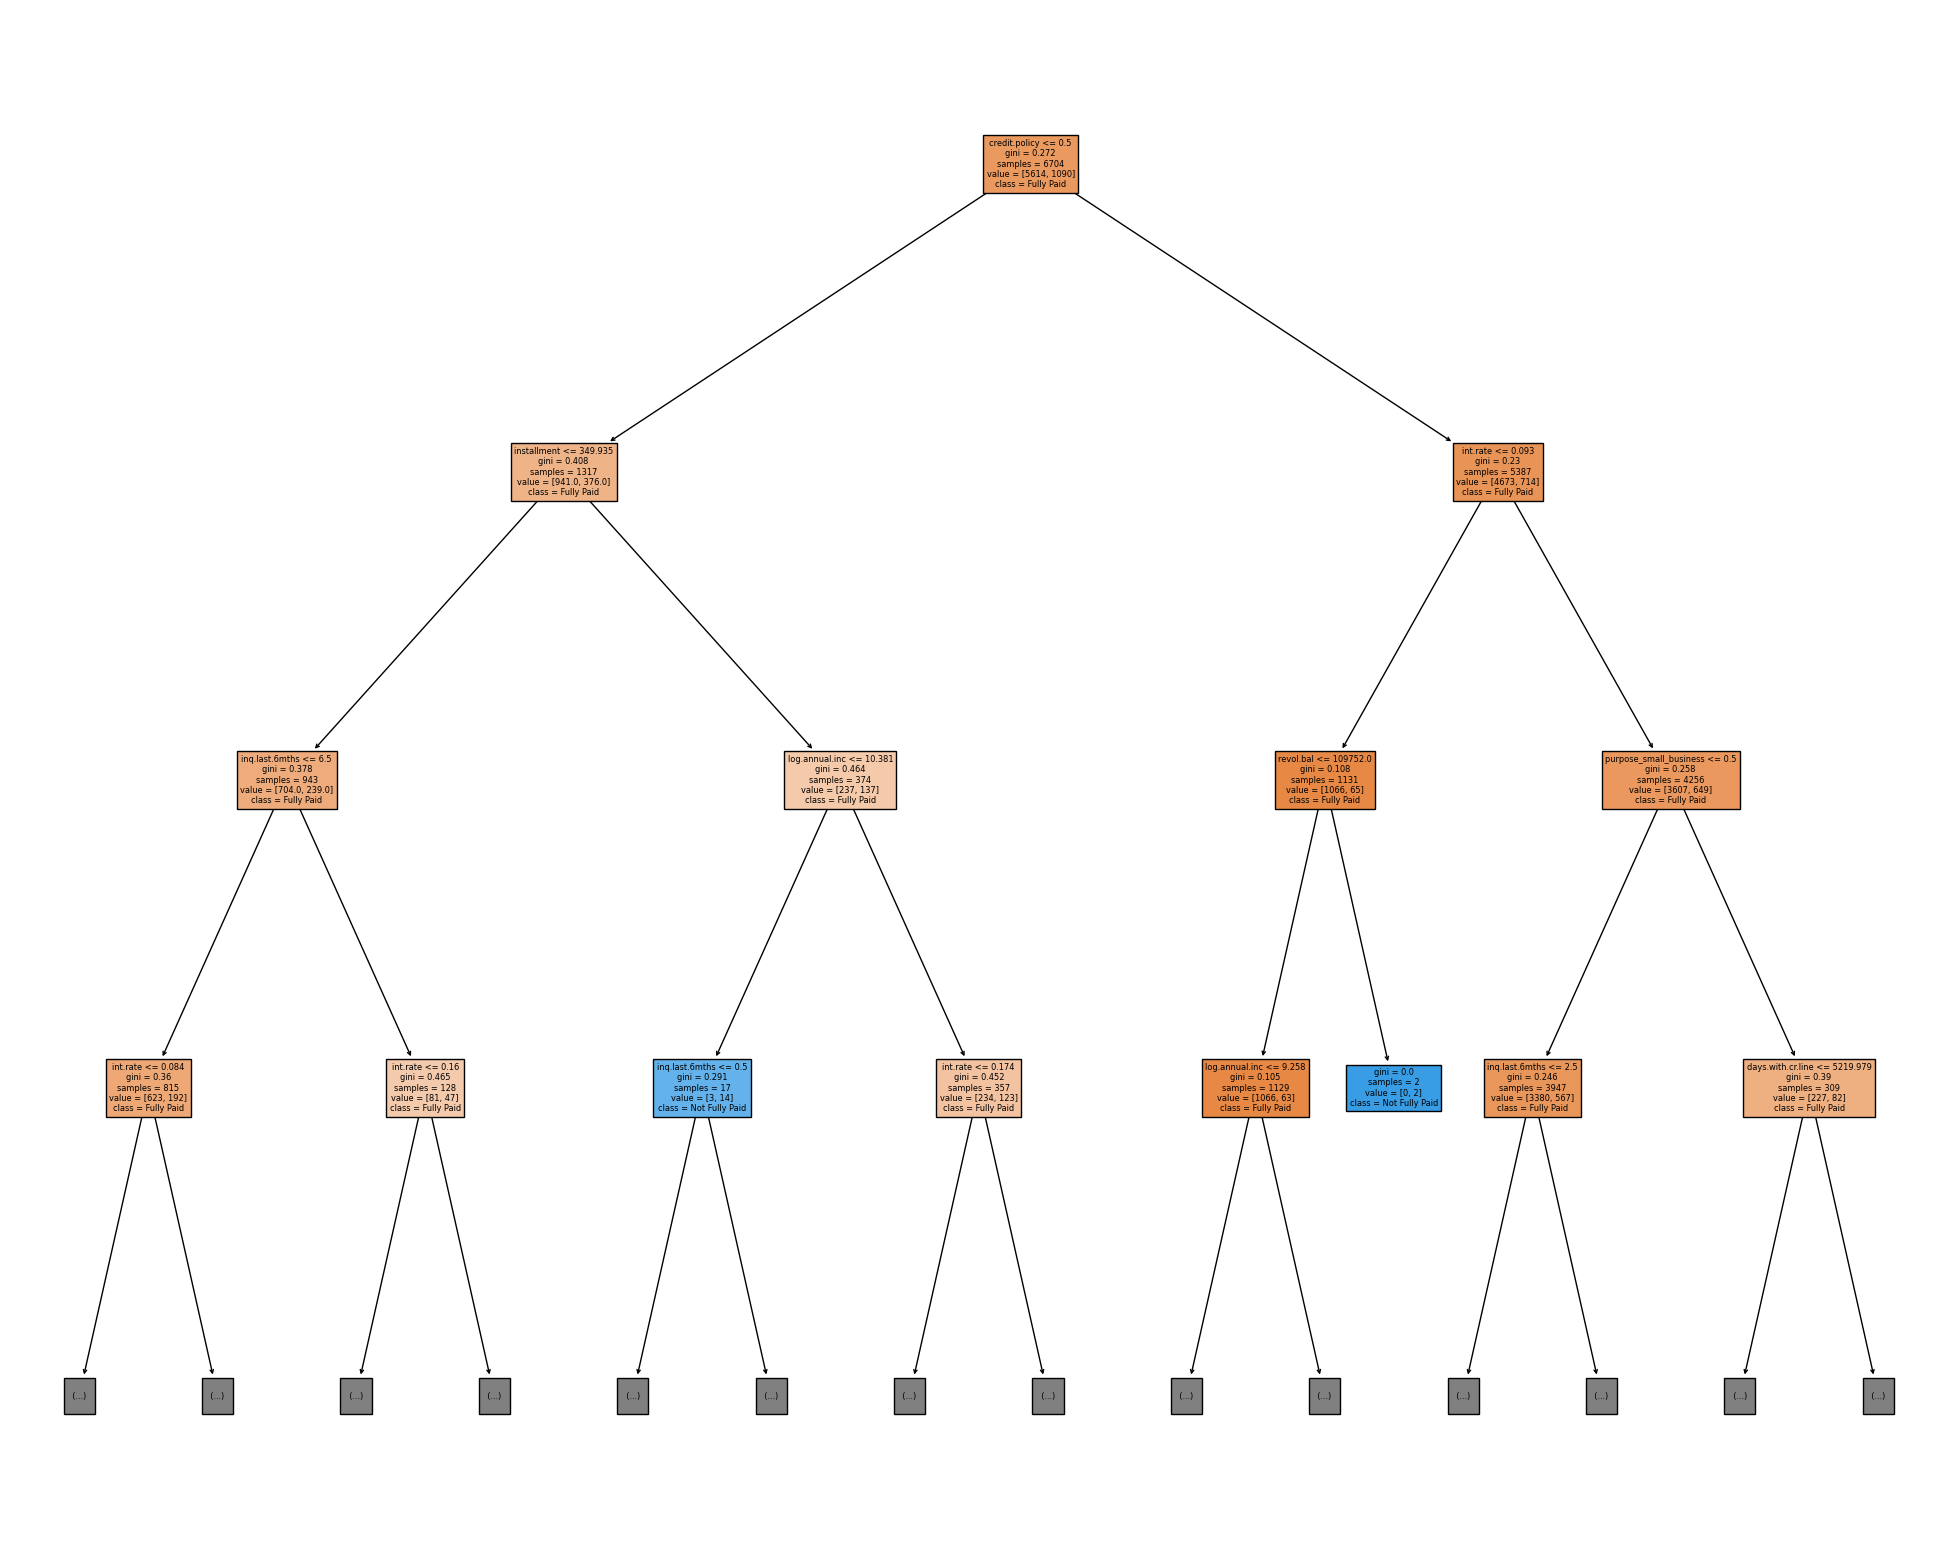 credit.policy <= 0.5
gini = 0.272
samples = 6704
value = [5614, 1090]
class = Fully Paid
installment <= 349.935
gini = 0.408
samples = 1317
value = [941.0, 376.0]
class = Fully Paid
int.rate <= 0.093
gini = 0.23
samples = 5387
value = [4673, 714]
class = Fully Paid
inq.last.6mths <= 6.5
gini = 0.378
samples = 943
value = [704.0, 239.0]
class = Fully Paid
log.annual.inc <= 10.381
gini = 0.464
samples = 374
value = [237, 137]
class = Fully Paid
revol.bal <= 109752.0
gini = 0.108
samples = 1131
value = [1066, 65]
class = Fully Paid
purpose_small_business <= 0.5
gini = 0.258
samples = 4256
value = [3607, 649]
class = Fully Paid
int.rate <= 0.084
gini = 0.36
samples = 815
value = [623, 192]
class = Fully Paid
int.rate <= 0.16
gini = 0.465
samples = 128
value = [81, 47]
class = Fully Paid
inq.last.6mths <= 0.5
gini = 0.291
samples = 17
value = [3, 14]
class = Not Fully Paid
int.rate <= 0.174
gini = 0.452
samples = 357
value = [234, 123]
class = Fully Paid
log.annual.inc <= 9.258
gini = 0.105
samples = 1129
value = [1066, 63]
class = Fully Paid
gini = 0.0
samples = 2
value = [0, 2]
class = Not Fully Paid
inq.last.6mths <= 2.5
gini = 0.246
samples = 3947
value = [3380, 567]
class = Fully Paid
days.with.cr.line <= 5219.979
gini = 0.39
samples = 309
value = [227, 82]
class = Fully Paid
(...)
(...)
(...)
(...)
(...)
(...)
(...)
(...)
(...)
(...)
(...)
(...)
(...)
(...)